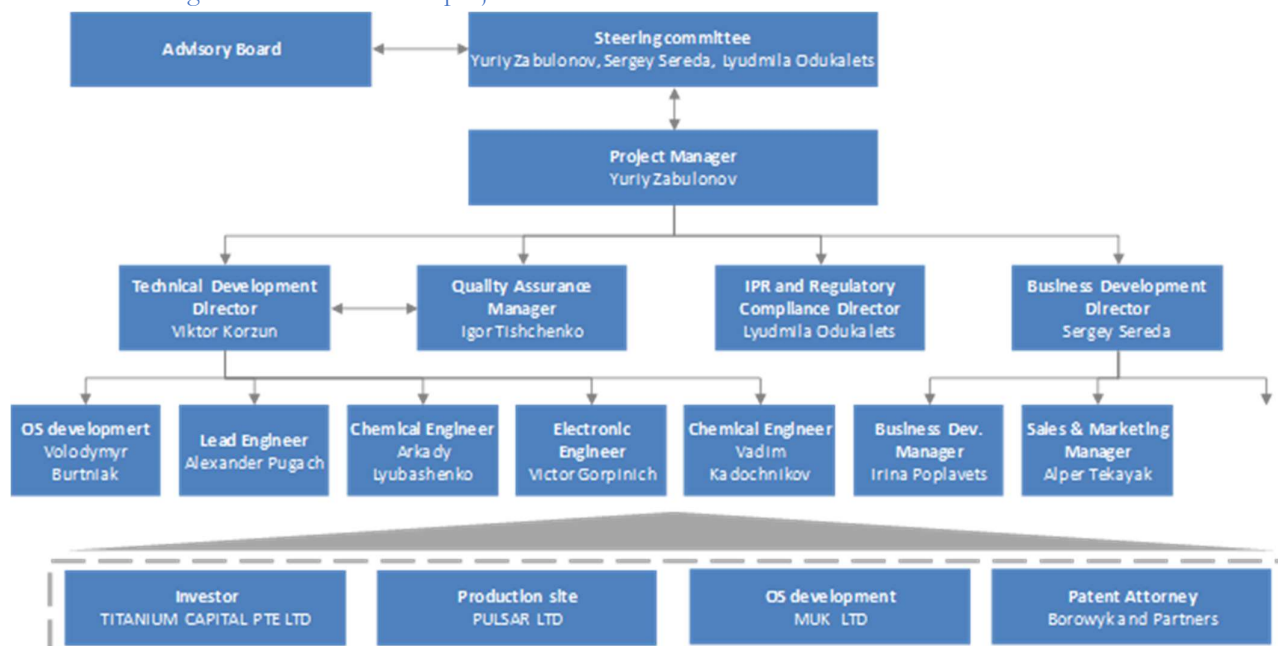 Advisory Board
Steering committee
Yuriy Zabulonov, Sergey Sereda, Lyudmila Odukalets
Project Manager
Yuriy Zabulonov
Technical Development
Director
Viktor Korzun
Quality Assurance
Manager
Igor Tishchenko
IPR and Regulatory
Compliance Director
Lyudmila Odukalets
Business Development
Director
Sergey Sereda
OS development
Volodymyr
Burtniak
Lead Engineer
Alexander Pugach
Chemical Engineer
Arkady
Lyubashenko
Electronic
Engineer
Victor Gorpinich
Chemical Engineer
Vadim
Kadochnikov
Business Dev.
Manager
Irina Poplavets
Sales & Marketing
Manager
Alper Tekayak
Investor
TITANIUM CAPITAL PTE LTD
Production site
PULSAR LTD
OS development
MUK LTD
Patent Attorney
Borowyk and Partners